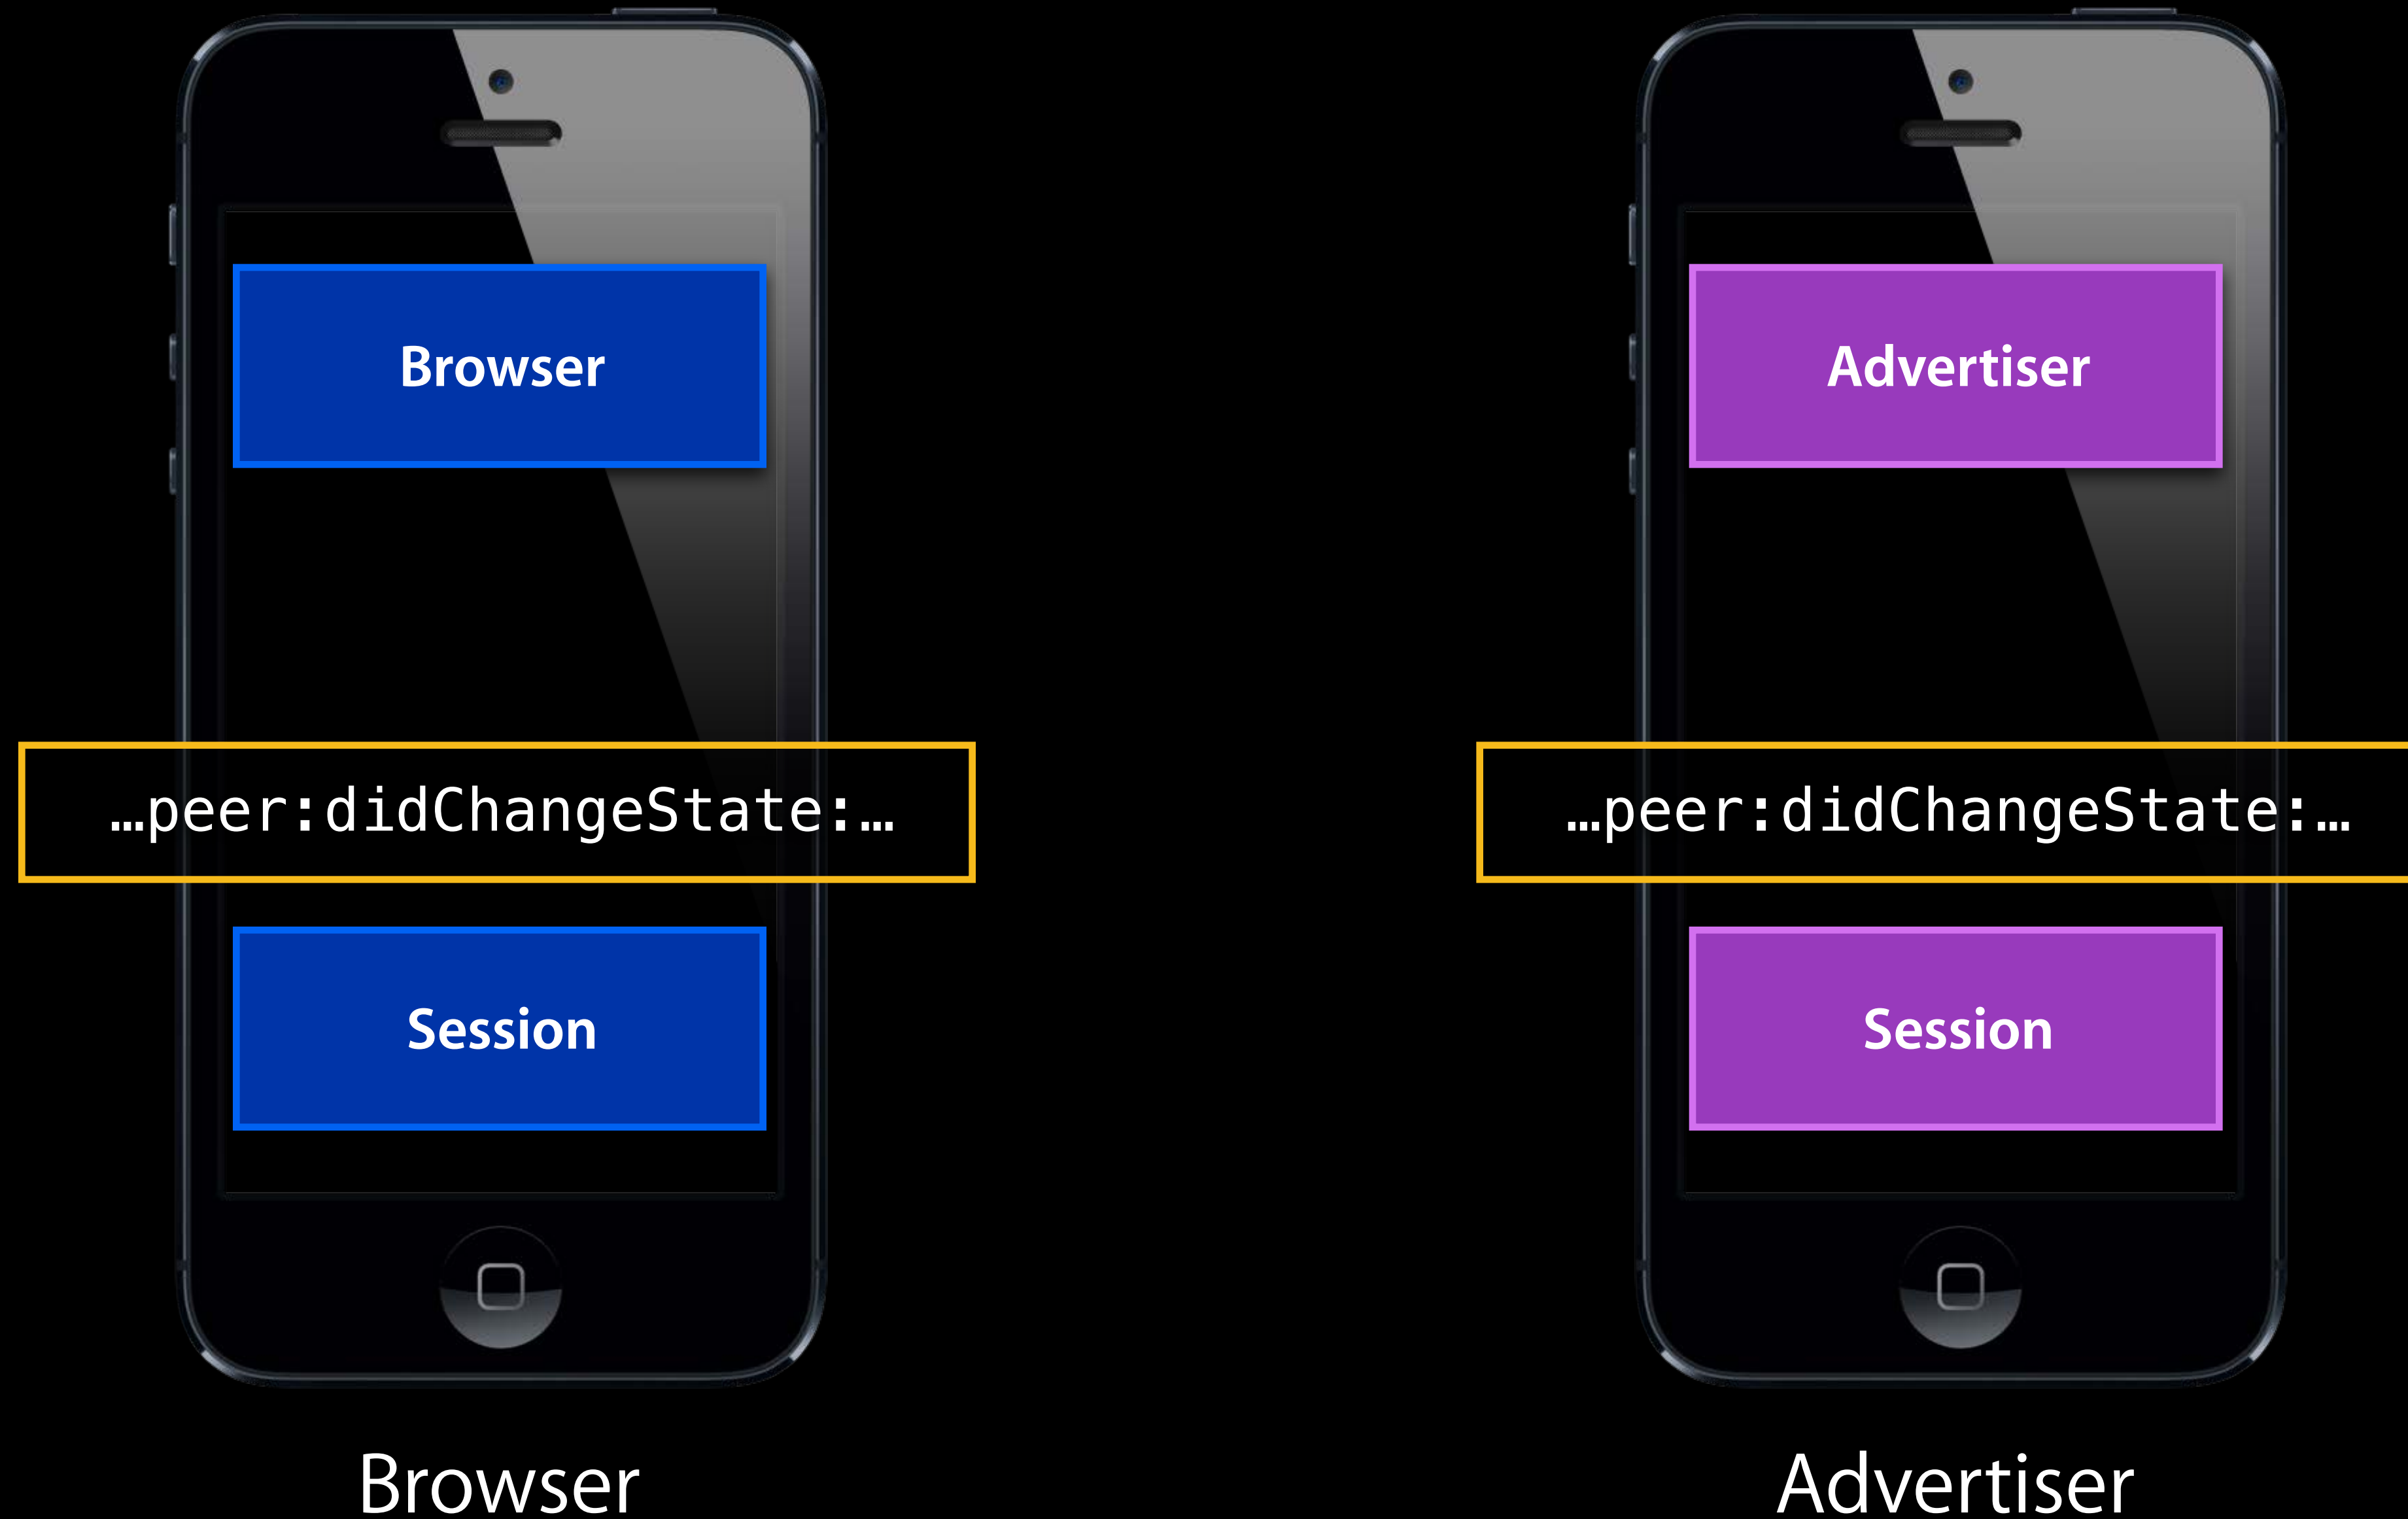 Browser
…peer:didChangeState:…
Session
Browser
Advertiser
…peer:didChangeState:…
Session
Advertiser